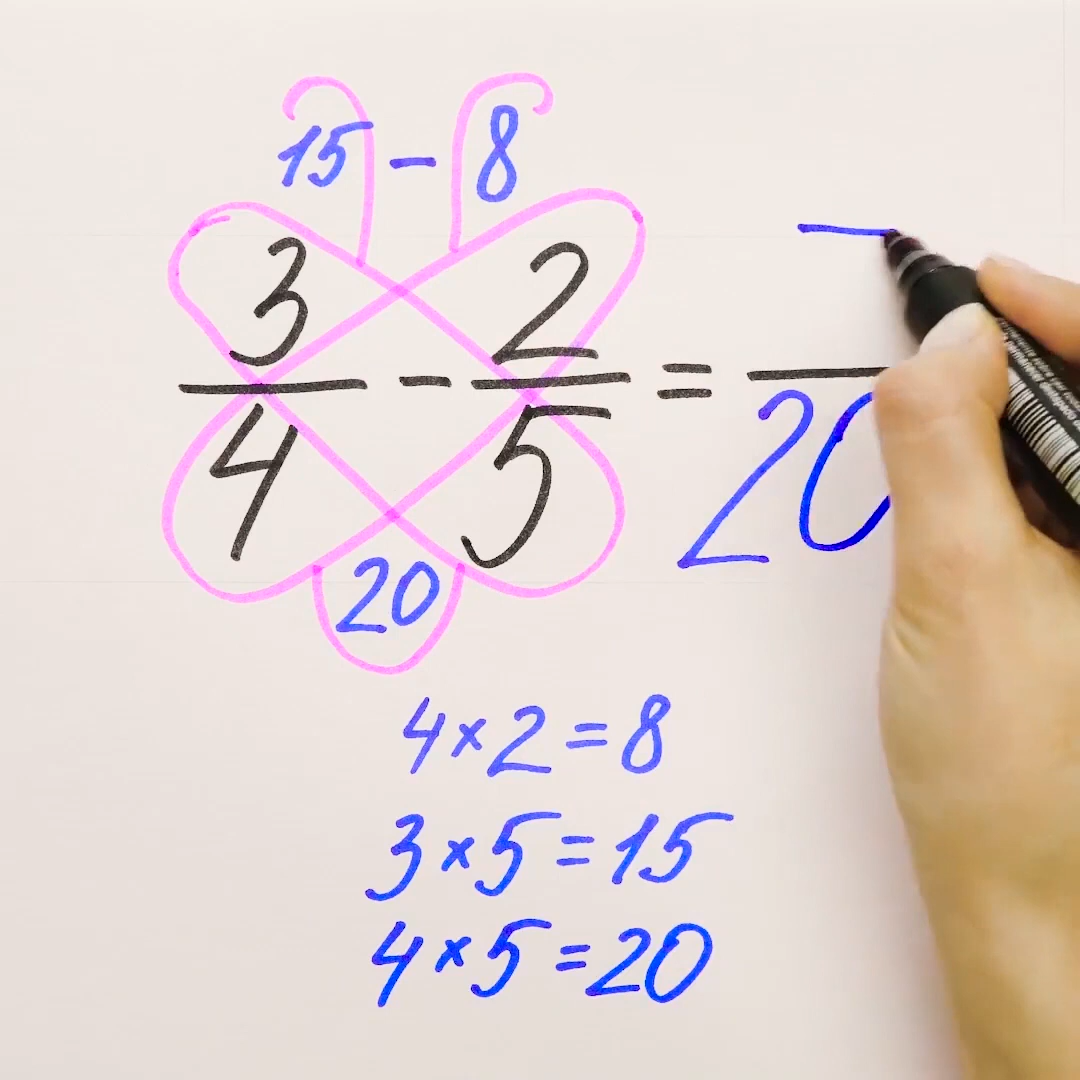 15 - 8
3/4 - 2/5 = /20
20
4 × 2 = 8
3 × 5 = 15
4 × 5 = 20